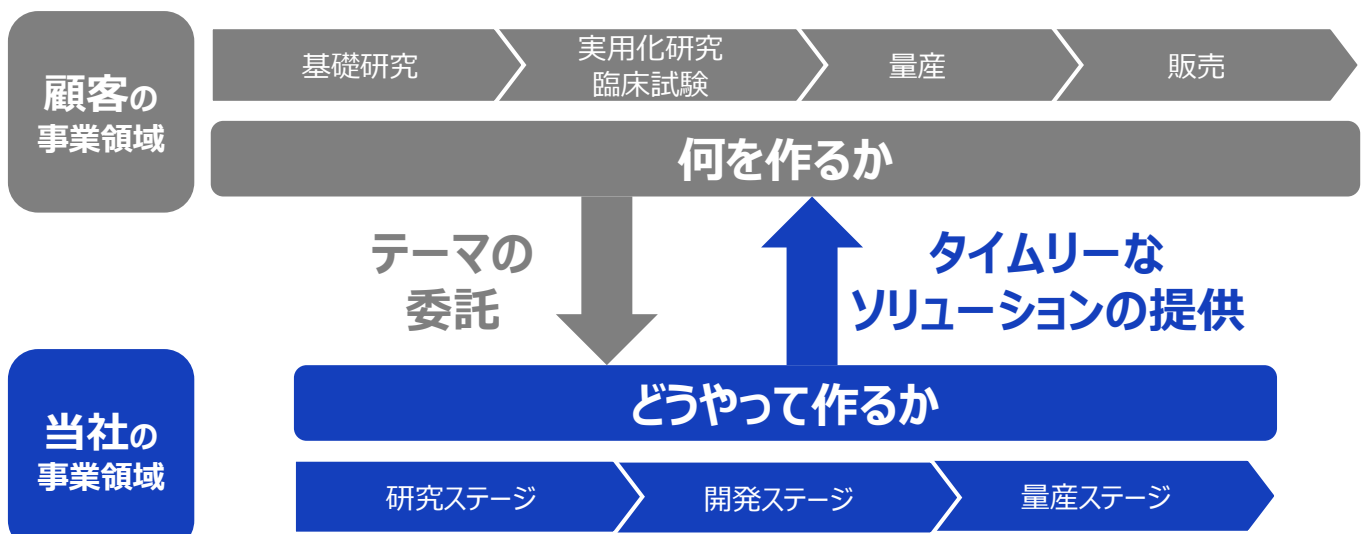 顧客の
事業領域
基礎研究
実用化研究
臨床試験
量産
販売
何を作るか
テーマの
委託
タイムリーな
ソリューションの提供
当社の
事業領域
どうやって作るか
研究ステージ
開発ステージ
量産ステージ